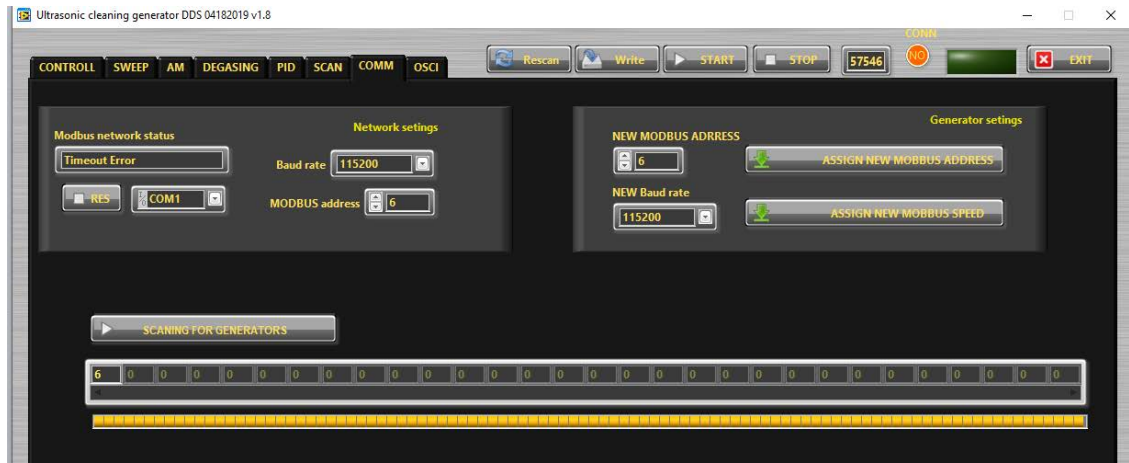 Ultrasonic cleaning generator DDS 04182019 v1.8
CONN
CONTROLL SWEEP AM DEGASING PID SCAN COMM OSCI
Rescan Write START STOP 57546 NO EXIT
Network setings
Modbus network status
Timeout Error
Baud rate 115200
RES COM1
MODBUS address 6
Generator setings
NEW MODBUS ADRRESS
6 ASSIGN NEW MOBBUS ADDRESS
NEW Baud rate
115200 ASSIGN NEW MOBBUS SPEED
SCANING FOR GENERATORS
6 0 0 0 0 0 0 0 0 0 0 0 0 0 0 0 0 0 0 0 0 0 0 0 0 0 0 0 0 0